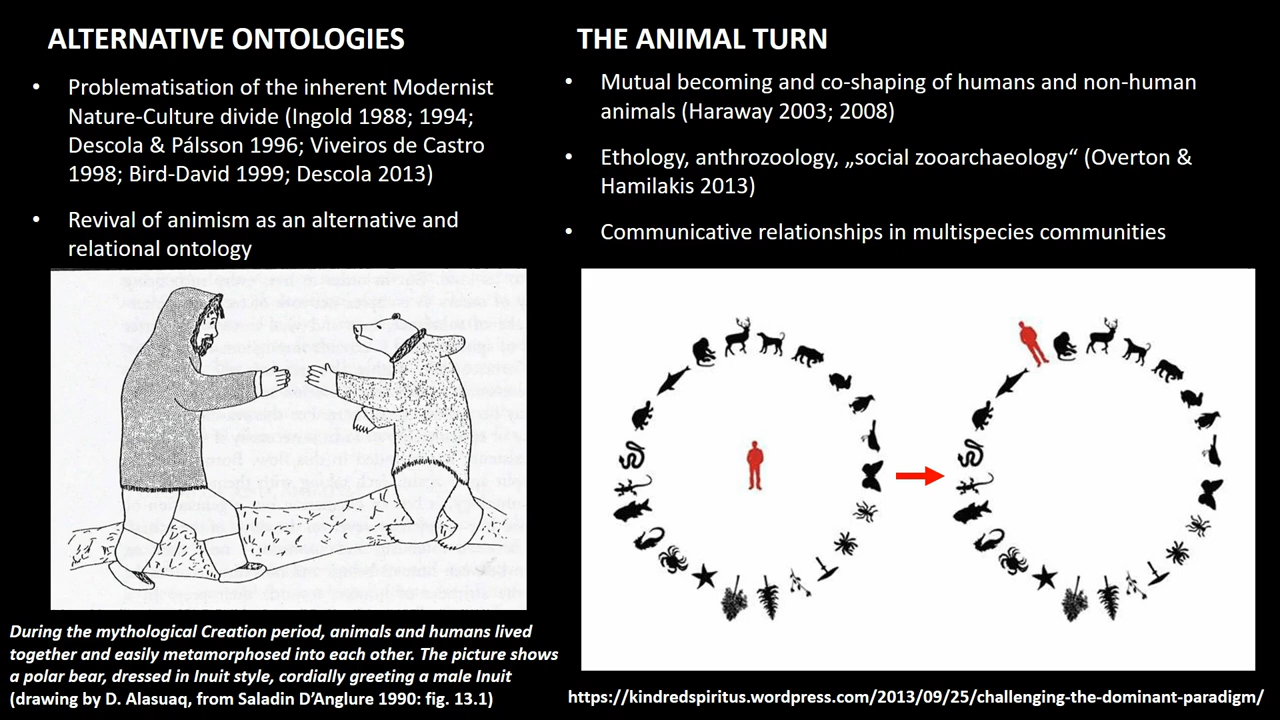 ALTERNATIVE ONTOLOGIES
• Problematisation of the inherent Modernist
Nature-Culture divide (Ingold 1988; 1994;
Descola & Pálsson 1996; Viveiros de Castro
1998; Bird-David 1999; Descola 2013)
• Revival of animism as an alternative and
relational ontology
During the mythological Creation period, animals and humans lived
together and easily metamorphosed into each other. The picture shows
a polar bear, dressed in Inuit style, cordially greeting a male Inuit
(drawing by D. Alasuaq, from Saladin D’Anglure 1990: fig. 13.1)
THE ANIMAL TURN
• Mutual becoming and co-shaping of humans and non-human
animals (Haraway 2003; 2008)
• Ethology, anthrozoology, „social zooarchaeology“ (Overton &
Hamilakis 2013)
• Communicative relationships in multispecies communities
https://kindredspiritus.wordpress.com/2013/09/25/challenging-the-dominant-paradigm/